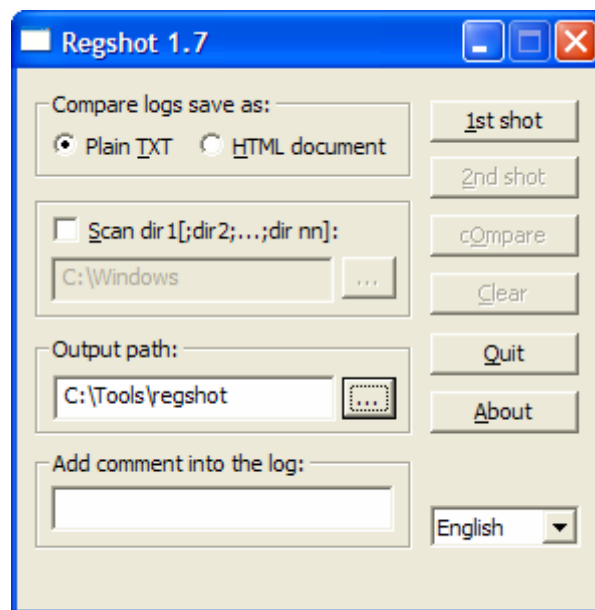 Regshot 1.7
Compare logs save as:
Plain TXT
HTML document
Scan dir1[;dir2;...;dir nn]:
C:\Windows
...
Output path:
C:\Tools\regshot
...
Add comment into the log:
1st shot
2nd shot
cOmpare
Clear
Quit
About
English